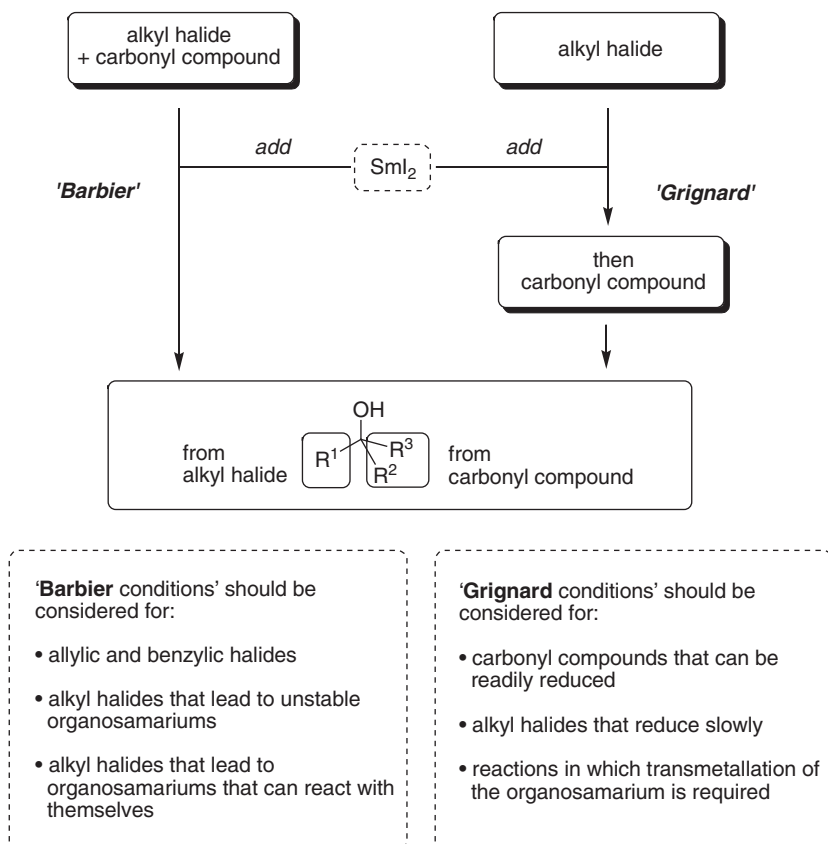 alkyl halide
+ carbonyl compound
alkyl halide
add
SmI₂
add
'Barbier'
'Grignard'
then
carbonyl compound
OH
from
alkyl halide
R¹
R³
R²
from
carbonyl compound
‘Barbier conditions’ should be
considered for:
• allylic and benzylic halides
• alkyl halides that lead to unstable
organosamariums
• alkyl halides that lead to
organosamariums that can react with
themselves
‘Grignard conditions’ should be
considered for:
• carbonyl compounds that can be
readily reduced
• alkyl halides that reduce slowly
• reactions in which transmetallation of
the organosamarium is required